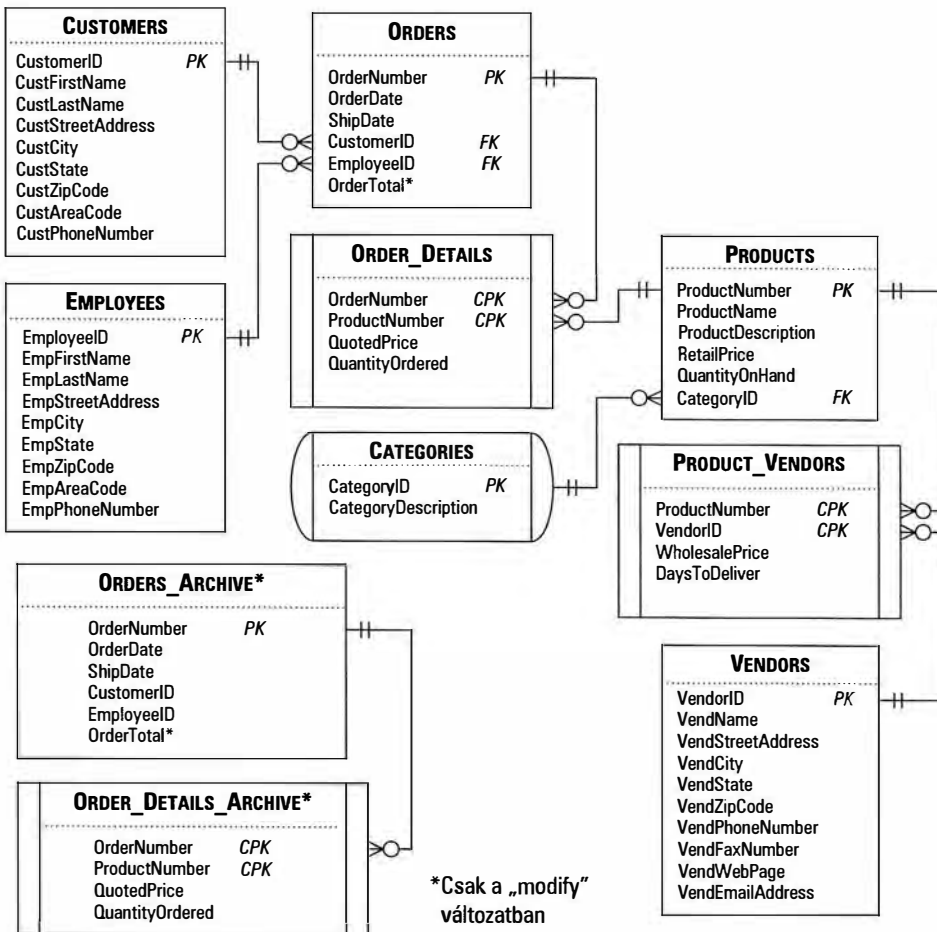 CUSTOMERS
CustomerID PK
CustFirstName
CustLastName
CustStreetAddress
CustCity
CustState
CustZipCode
CustAreaCode
CustPhoneNumber
ORDERS
OrderNumber PK
OrderDate
ShipDate
CustomerID FK
EmployeeID FK
OrderTotal*
EMPLOYEES
EmployeeID PK
EmpFirstName
EmpLastName
EmpStreetAddress
EmpCity
EmpState
EmpZipCode
EmpAreaCode
EmpPhoneNumber
ORDER_DETAILS
OrderNumber CPK
ProductNumber CPK
QuotedPrice
QuantityOrdered
PRODUCTS
ProductNumber PK
ProductName
ProductDescription
RetailPrice
QuantityOnHand
CategoryID FK
CATEGORIES
CategoryID PK
CategoryDescription
PRODUCT_VENDORS
ProductNumber CPK
VendorID CPK
WholesalePrice
DaysToDeliver
ORDERS_ARCHIVE*
OrderNumber PK
OrderDate
ShipDate
CustomerID
EmployeeID
OrderTotal*
ORDER_DETAILS_ARCHIVE*
OrderNumber CPK
ProductNumber CPK
QuotedPrice
QuantityOrdered
*Csak a „modify”
változatban
VENDORS
VendorID PK
VendName
VendStreetAddress
VendCity
VendState
VendZipCode
VendPhoneNumber
VendFaxNumber
VendWebPage
VendEmailAddress